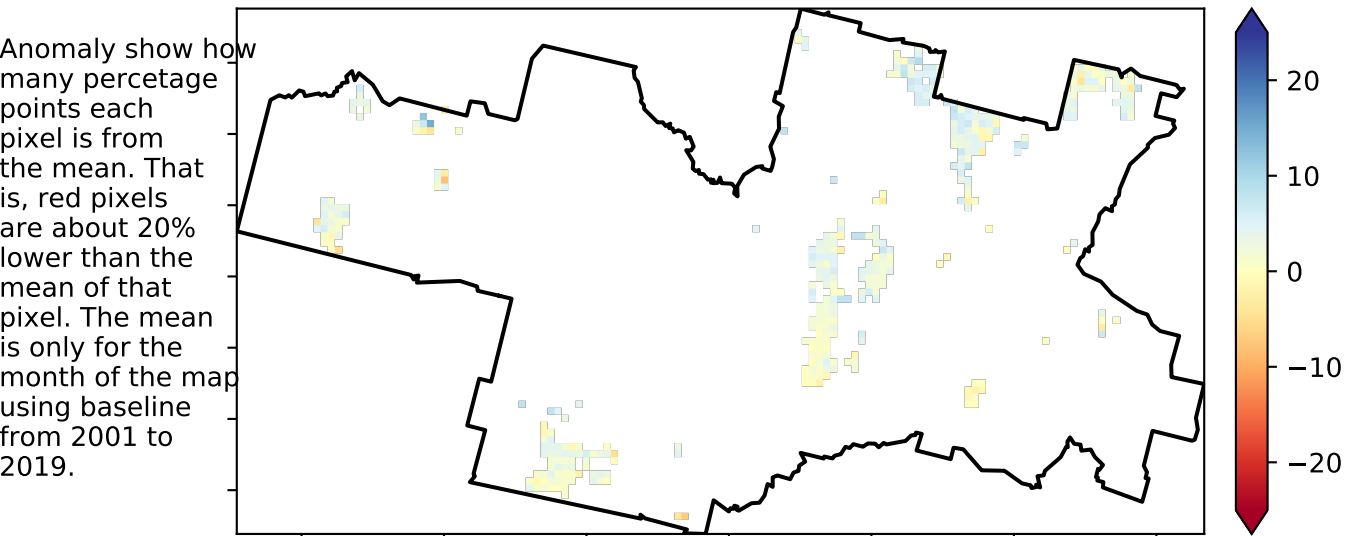 Anomaly show how
many percetage
points each
pixel is from
the mean. That
is, red pixels
are about 20%
lower than the
mean of that
pixel. The mean
is only for the
month of the map
using baseline
from 2001 to
2019.
20
10
0
−10
−20